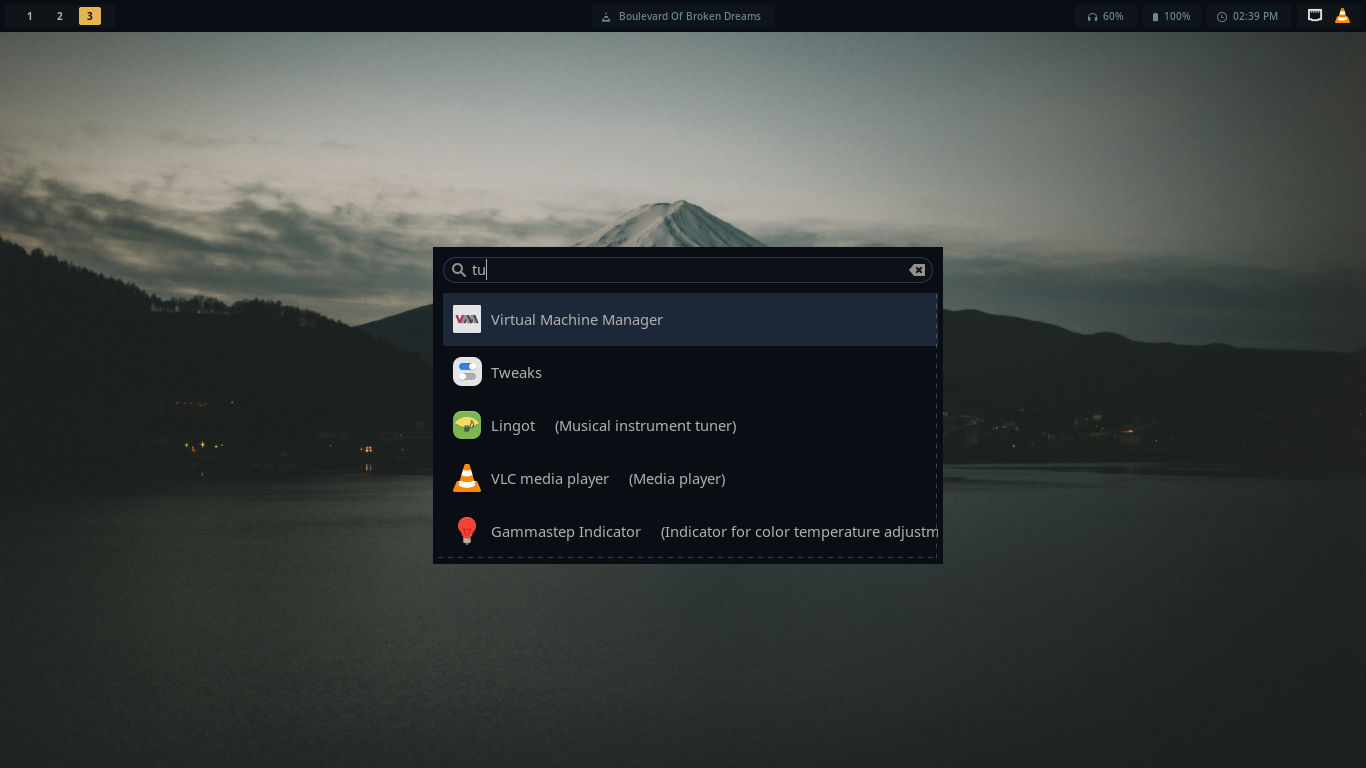 1 2 3
Boulevard Of Broken Dreams
60% 100% 02:39 PM
tu
Virtual Machine Manager
Tweaks
Lingot (Musical instrument tuner)
VLC media player (Media player)
Gammastep Indicator (Indicator for color temperature adjustm